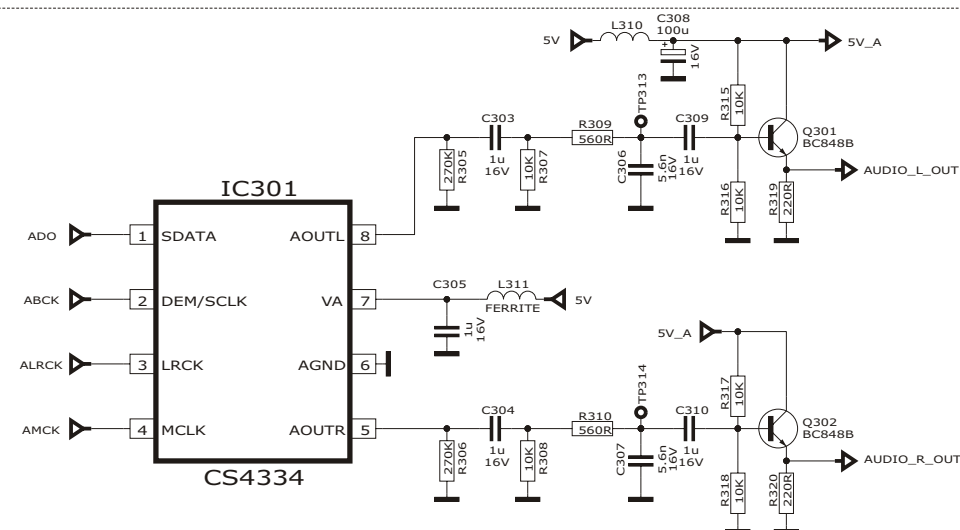 5V
L310
C308
100u
+
16V
5V_A
TP313
R315
10K
C303
1u
16V
R309
560R
C309
1u
16V
Q301
BC848B
270K
R305
10K
R307
C306
5.6n
16V
R316
10K
R319
220R
AUDIO_L_OUT
IC301
ADO
1
SDATA
AOUTL
8
ABCK
2
DEM/SCLK
VA
7
C305
1u
16V
L311
FERRITE
5V
ALRCK
3
LRCK
AGND
6
AMCK
4
MCLK
AOUTR
5
CS4334
5V_A
TP314
R317
10K
C304
1u
16V
R310
560R
C310
1u
16V
Q302
BC848B
270K
R306
10K
R308
C307
5.6n
16V
R318
10K
R320
220R
AUDIO_R_OUT